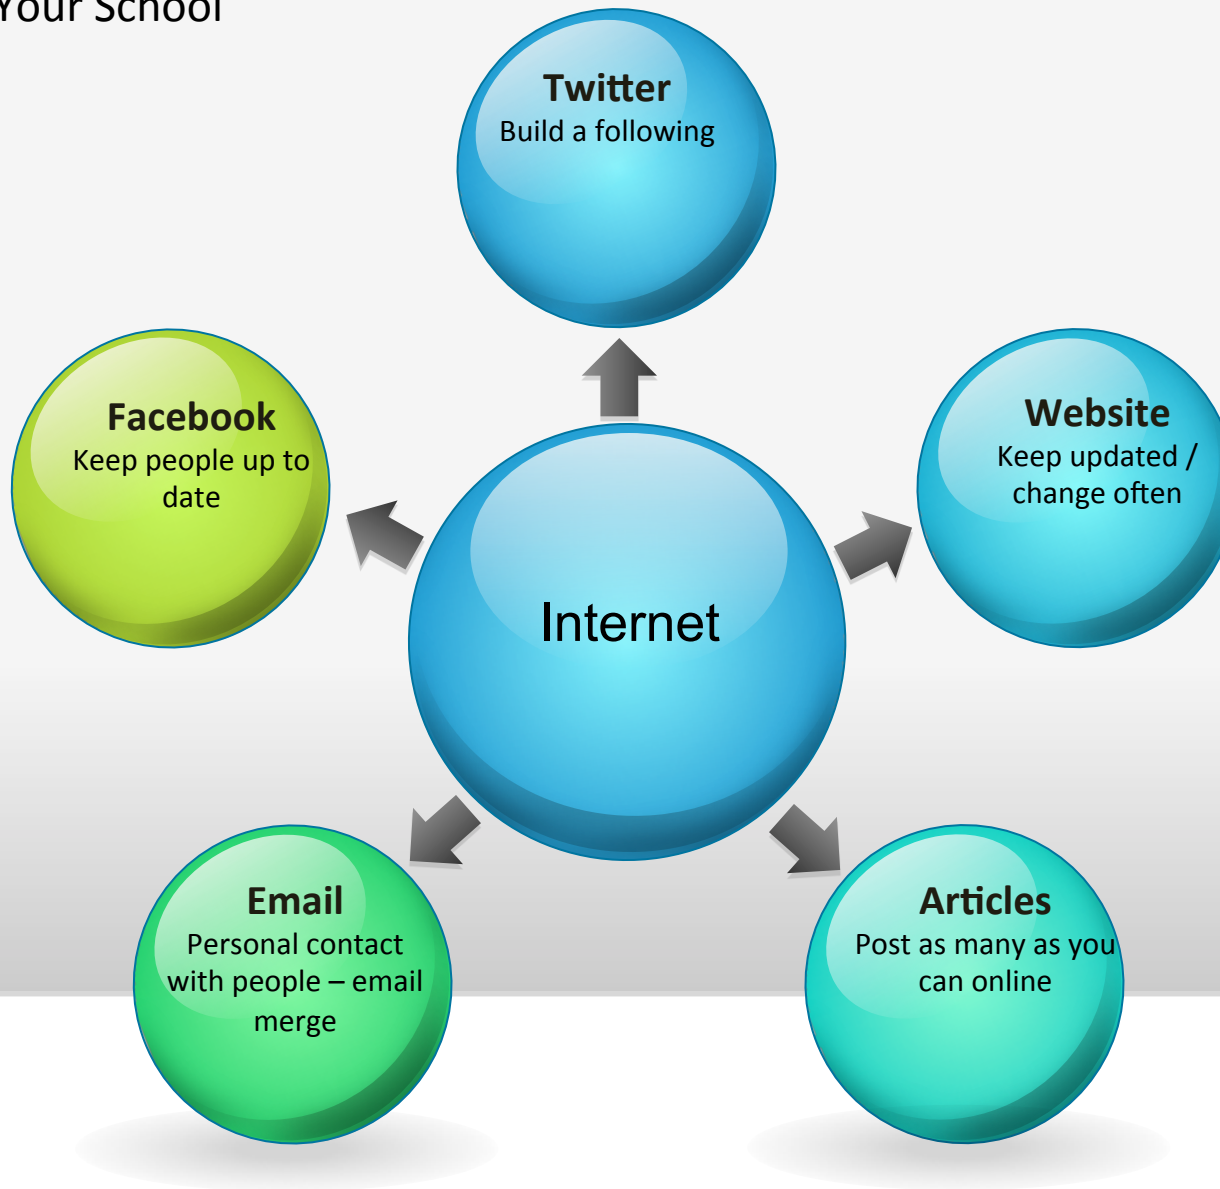 Your School
Twitter
Build a following
Facebook
Keep people up to
date
Website
Keep updated /
change often
Internet
Email
Personal contact
with people – email
merge
Articles
Post as many as you
can online